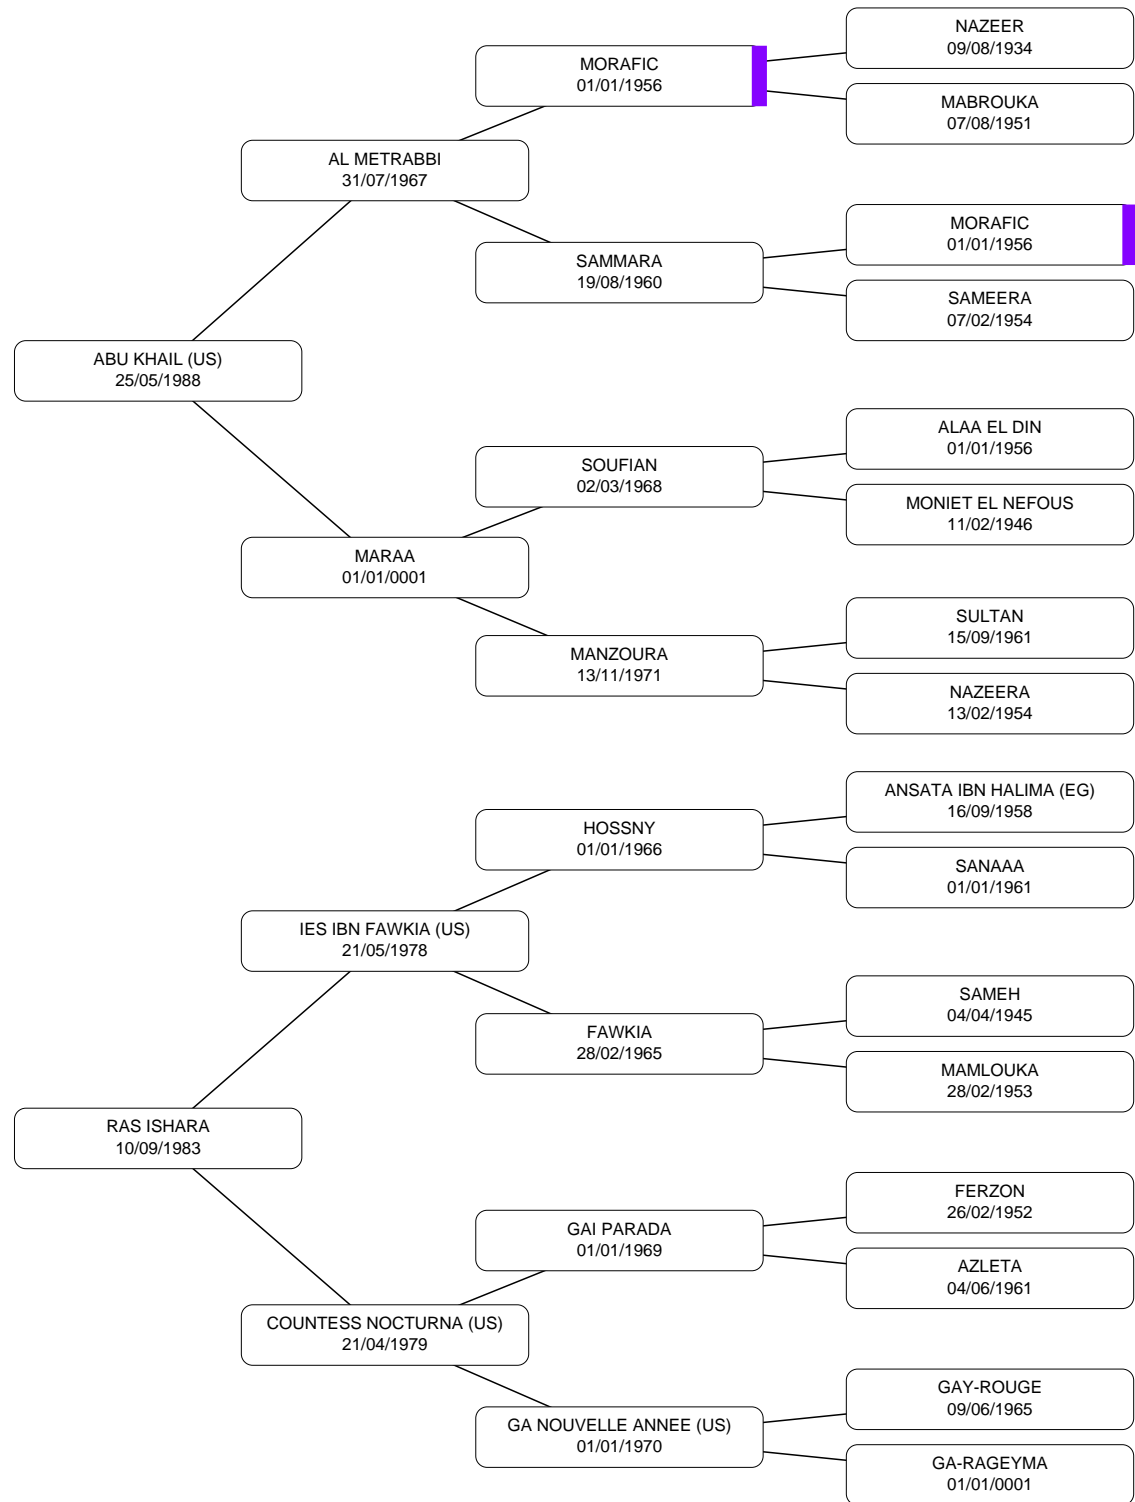 NAZEER
09/08/1934
MORAFIC
01/01/1956
MABROUKA
07/08/1951
AL METRABBI
31/07/1967
MORAFIC
01/01/1956
SAMMARA
19/08/1960
SAMEERA
07/02/1954
ABU KHAIL (US)
25/05/1988
ALAA EL DIN
01/01/1956
SOUFIAN
02/03/1968
MONIET EL NEFOUS
11/02/1946
MARAA
01/01/0001
SULTAN
15/09/1961
MANZOURA
13/11/1971
NAZEERA
13/02/1954
ANSATA IBN HALIMA (EG)
16/09/1958
HOSSNY
01/01/1966
SANAAA
01/01/1961
IES IBN FAWKIA (US)
21/05/1978
SAMEH
04/04/1945
FAWKIA
28/02/1965
MAMLOUKA
28/02/1953
RAS ISHARA
10/09/1983
FERZON
26/02/1952
GAI PARADA
01/01/1969
AZLETA
04/06/1961
COUNTESS NOCTURNA (US)
21/04/1979
GAY-ROUGE
09/06/1965
GA NOUVELLE ANNEE (US)
01/01/1970
GA-RAGEYMA
01/01/0001